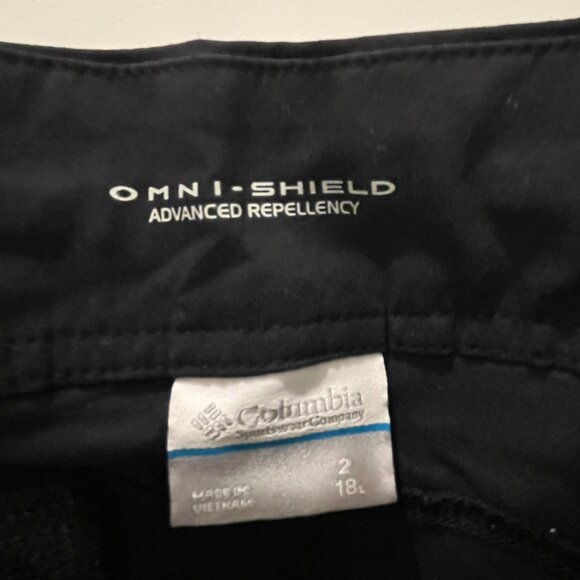 OMNI-SHIELD
ADVANCED REPELLENCY
Columbia
Sportswear Company
2
18L
MADE IN
VIETNAM